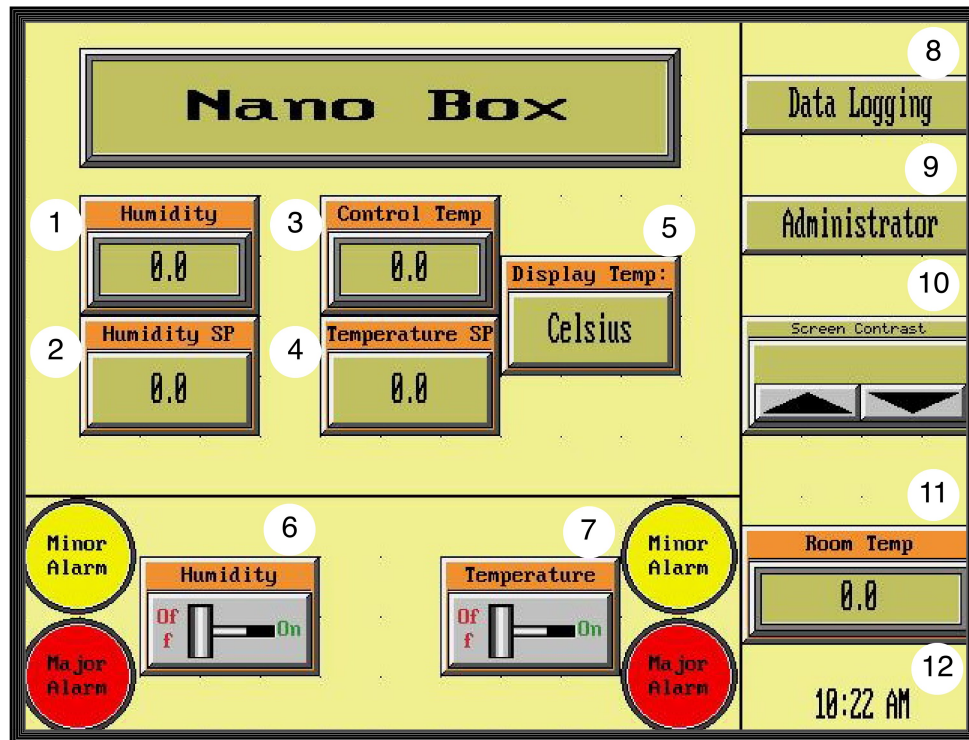 Nano Box
8
Data Logging
9
Administrator
10
Screen Contrast
11
Room Temp
0.0
12
10:22 AM
1
Humidity
0.0
2
Humidity SP
0.0
3
Control Temp
0.0
4
Temperature SP
0.0
5
Display Temp:
Celsius
Minor
Alarm
Major
Alarm
6
Humidity
Of
f
On
7
Temperature
Of
f
On
Minor
Alarm
Major
Alarm